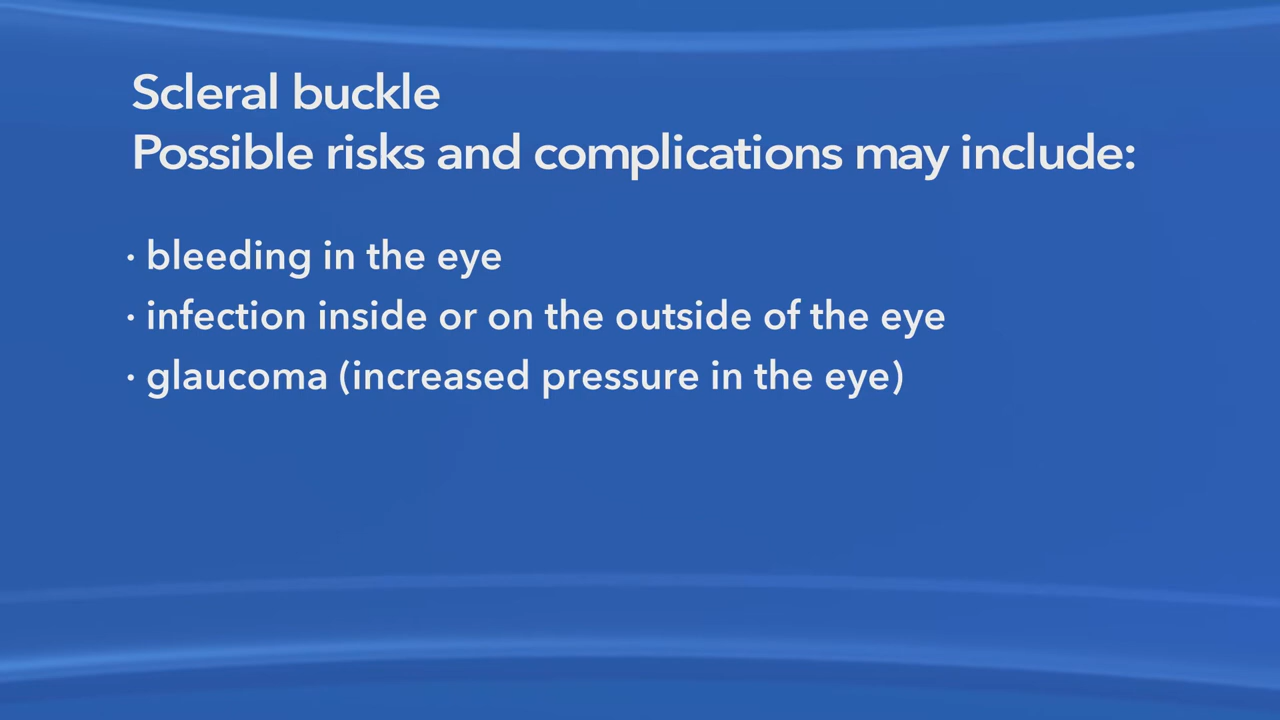 Scleral buckle
Possible risks and complications may include:
· bleeding in the eye
· infection inside or on the outside of the eye
· glaucoma (increased pressure in the eye)